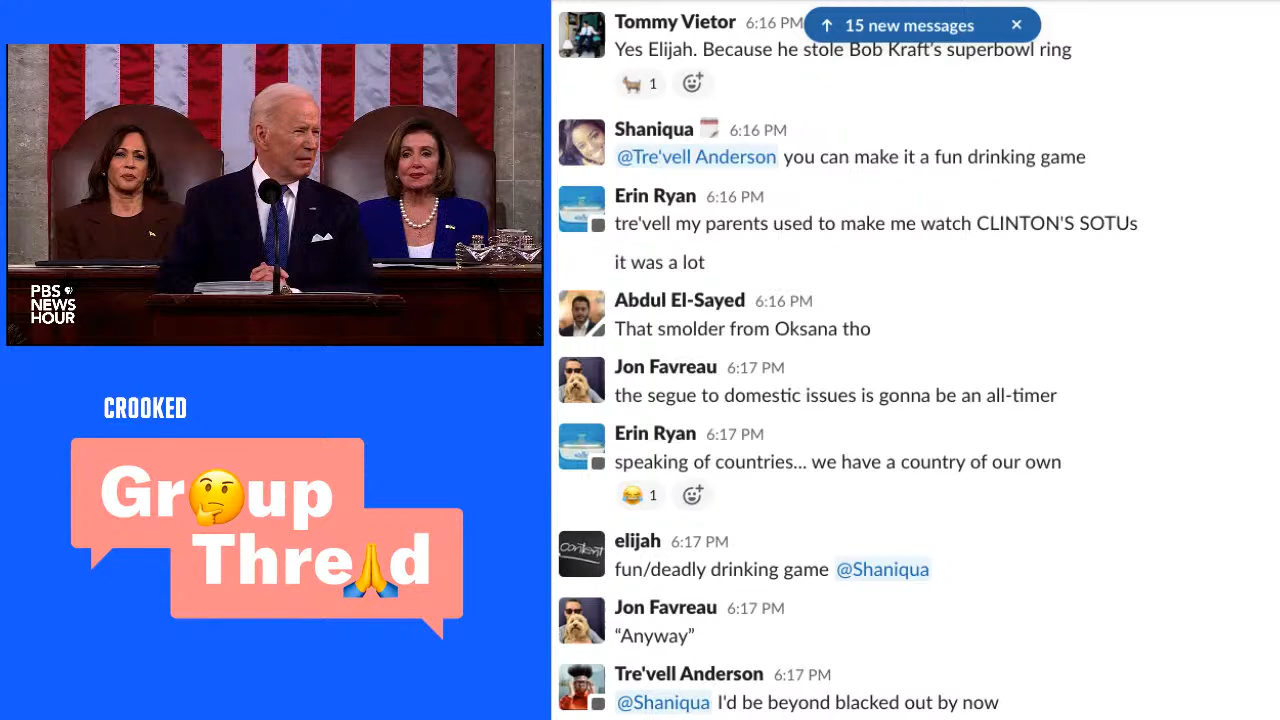 PBS
NEWS
HOUR
CROOKED
Gr🤔up
Thre🙏d
15 new messages
Tommy Vietor 6:16 PM
Yes Elijah. Because he stole Bob Kraft's superbowl ring
1
Shaniqua 6:16 PM
@Tre'vell Anderson you can make it a fun drinking game
Erin Ryan 6:16 PM
tre'vell my parents used to make me watch CLINTON'S SOTUs
it was a lot
Abdul El-Sayed 6:16 PM
That smolder from Oksana tho
Jon Favreau 6:17 PM
the segue to domestic issues is gonna be an all-timer
Erin Ryan 6:17 PM
speaking of countries... we have a country of our own
😂 1
elijah 6:17 PM
content
fun/deadly drinking game @Shaniqua
Jon Favreau 6:17 PM
“Anyway”
Tre'vell Anderson 6:17 PM
@Shaniqua I'd be beyond blacked out by now